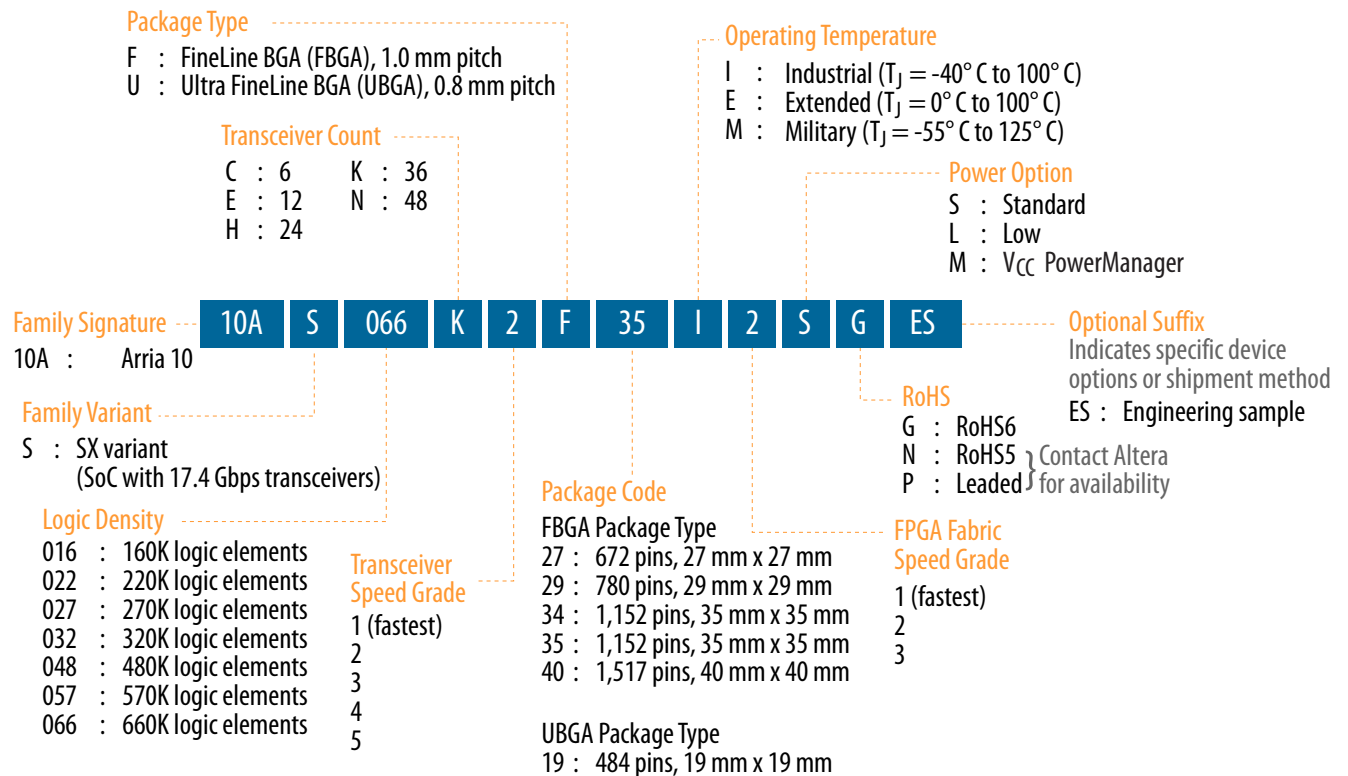 Package Type
F : FineLine BGA (FBGA), 1.0 mm pitch
U : Ultra FineLine BGA (UBGA), 0.8 mm pitch
Operating Temperature
I : Industrial (TJ = -40° C to 100° C)
E : Extended (TJ = 0° C to 100° C)
M : Military (TJ = -55° C to 125° C)
Transceiver Count
C : 6 K : 36
E : 12 N : 48
H : 24
Power Option
S : Standard
L : Low
M : VCC PowerManager
Family Signature
10A : Arria 10
10A S 066 K 2 F 35 I 2 S G ES
Optional Suffix
Indicates specific device
options or shipment method
ES : Engineering sample
Family Variant
S : SX variant
(SoC with 17.4 Gbps transceivers)
RoHS
G : RoHS6
N : RoHS5
P : Leaded
} Contact Altera
for availability
Logic Density
016 : 160K logic elements
022 : 220K logic elements
027 : 270K logic elements
032 : 320K logic elements
048 : 480K logic elements
057 : 570K logic elements
066 : 660K logic elements
Transceiver
Speed Grade
1 (fastest)
2
3
4
5
Package Code
FBGA Package Type
27 : 672 pins, 27 mm x 27 mm
29 : 780 pins, 29 mm x 29 mm
34 : 1,152 pins, 35 mm x 35 mm
35 : 1,152 pins, 35 mm x 35 mm
40 : 1,517 pins, 40 mm x 40 mm
UBGA Package Type
19 : 484 pins, 19 mm x 19 mm
FPGA Fabric
Speed Grade
1 (fastest)
2
3